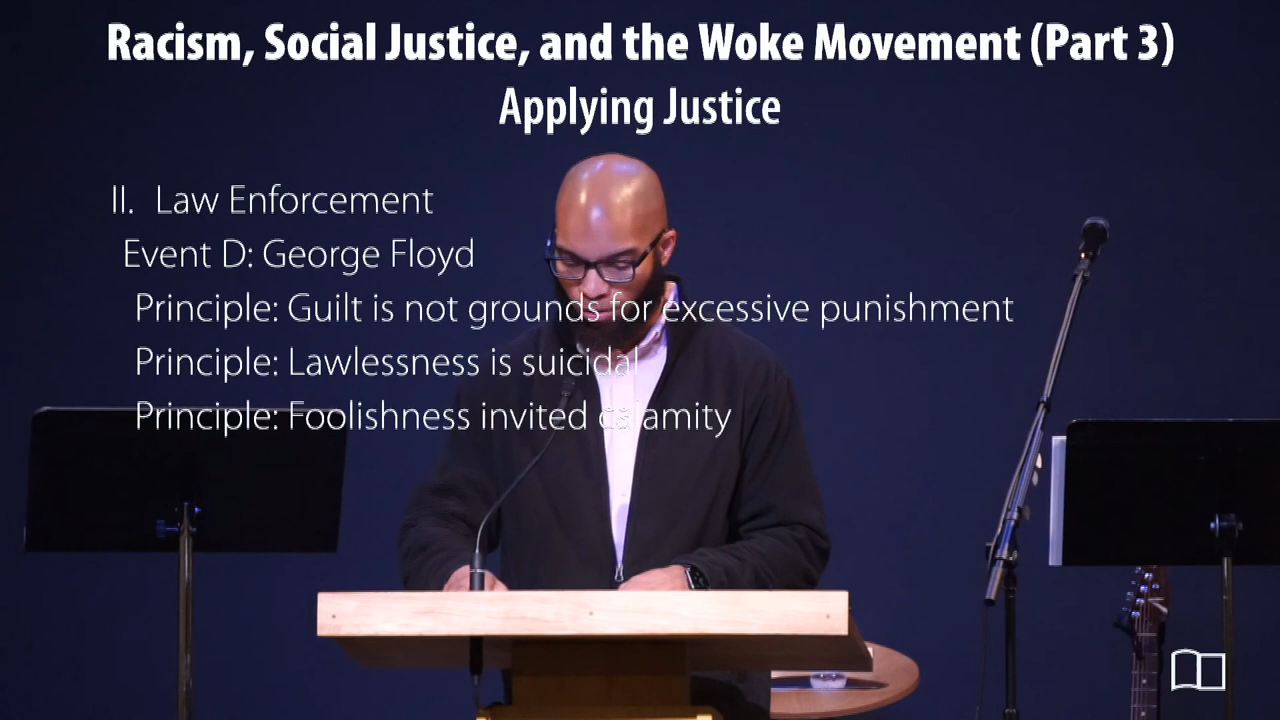 Racism, Social Justice, and the Woke Movement (Part 3)
Applying Justice
II. Law Enforcement
Event D: George Floyd
Principle: Guilt is not grounds for excessive punishment
Principle: Lawlessness is suicidal
Principle: Foolishness invited calamity